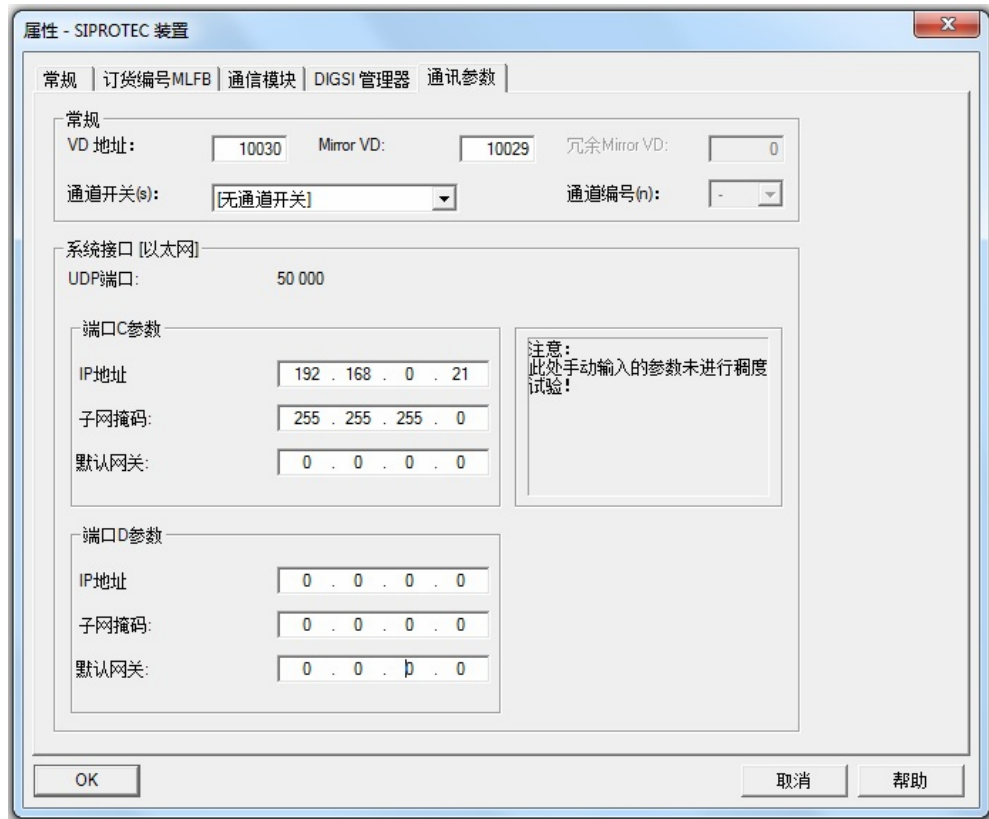 属性 - SIPROTEC 装置
常规 订货编号MLFB 通信模块 DIGSI 管理器 通讯参数
常规
VD 地址: 10030 Mirror VD: 10029 冗余Mirror VD: 0
通道开关(s): [无通道开关] 通道编号(n): -
系统接口 [以太网]
UDP端口: 50 000
端口C参数
IP地址 192 . 168 . 0 . 21
子网掩码: 255 . 255 . 255 . 0
默认网关: 0 . 0 . 0 . 0
注意:
此处手动输入的参数未进行稠度
试验!
端口D参数
IP地址 0 . 0 . 0 . 0
子网掩码: 0 . 0 . 0 . 0
默认网关: 0 . 0 . 0 . 0
OK 取消 帮助